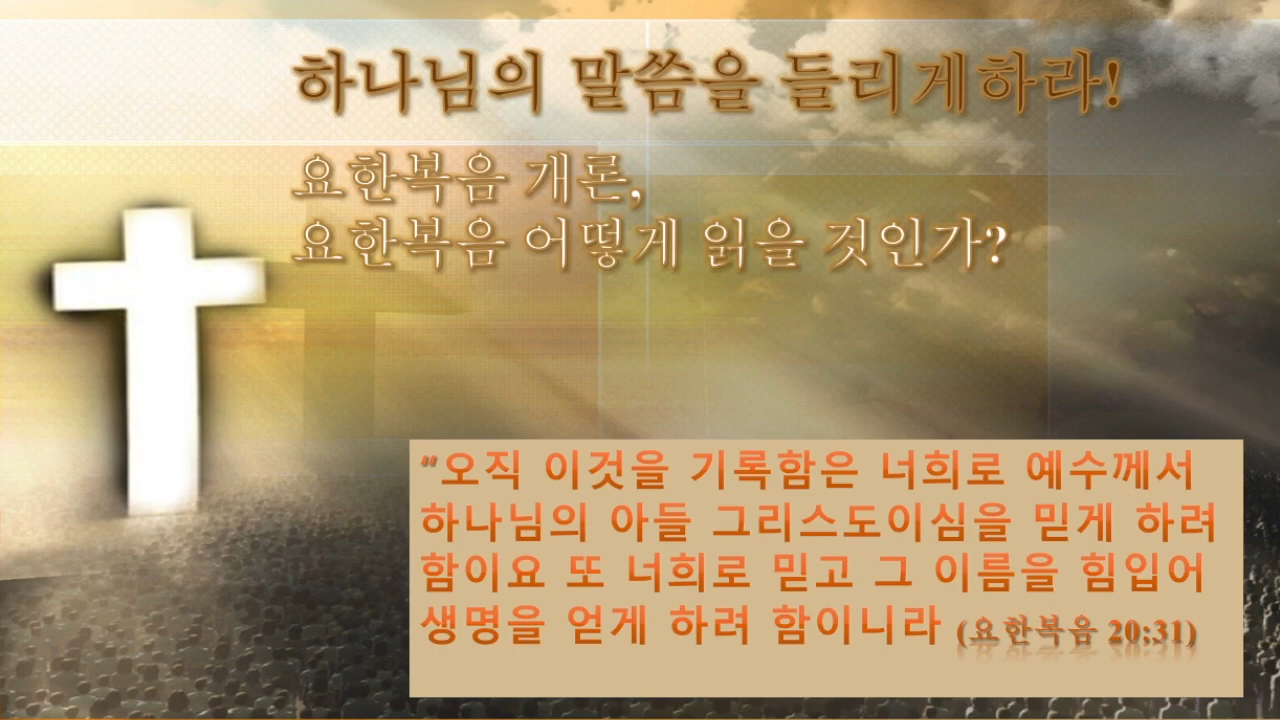 하나님의 말씀을 들리게하라!
요한복음 개론,
요한복음 어떻게 읽을 것인가?
"오직 이것을 기록함은 너희로 예수께서
하나님의 아들 그리스도이심을 믿게 하려
함이요 또 너희로 믿고 그 이름을 힘입어
생명을 얻게 하려 함이니라 (요한복음 20:31)